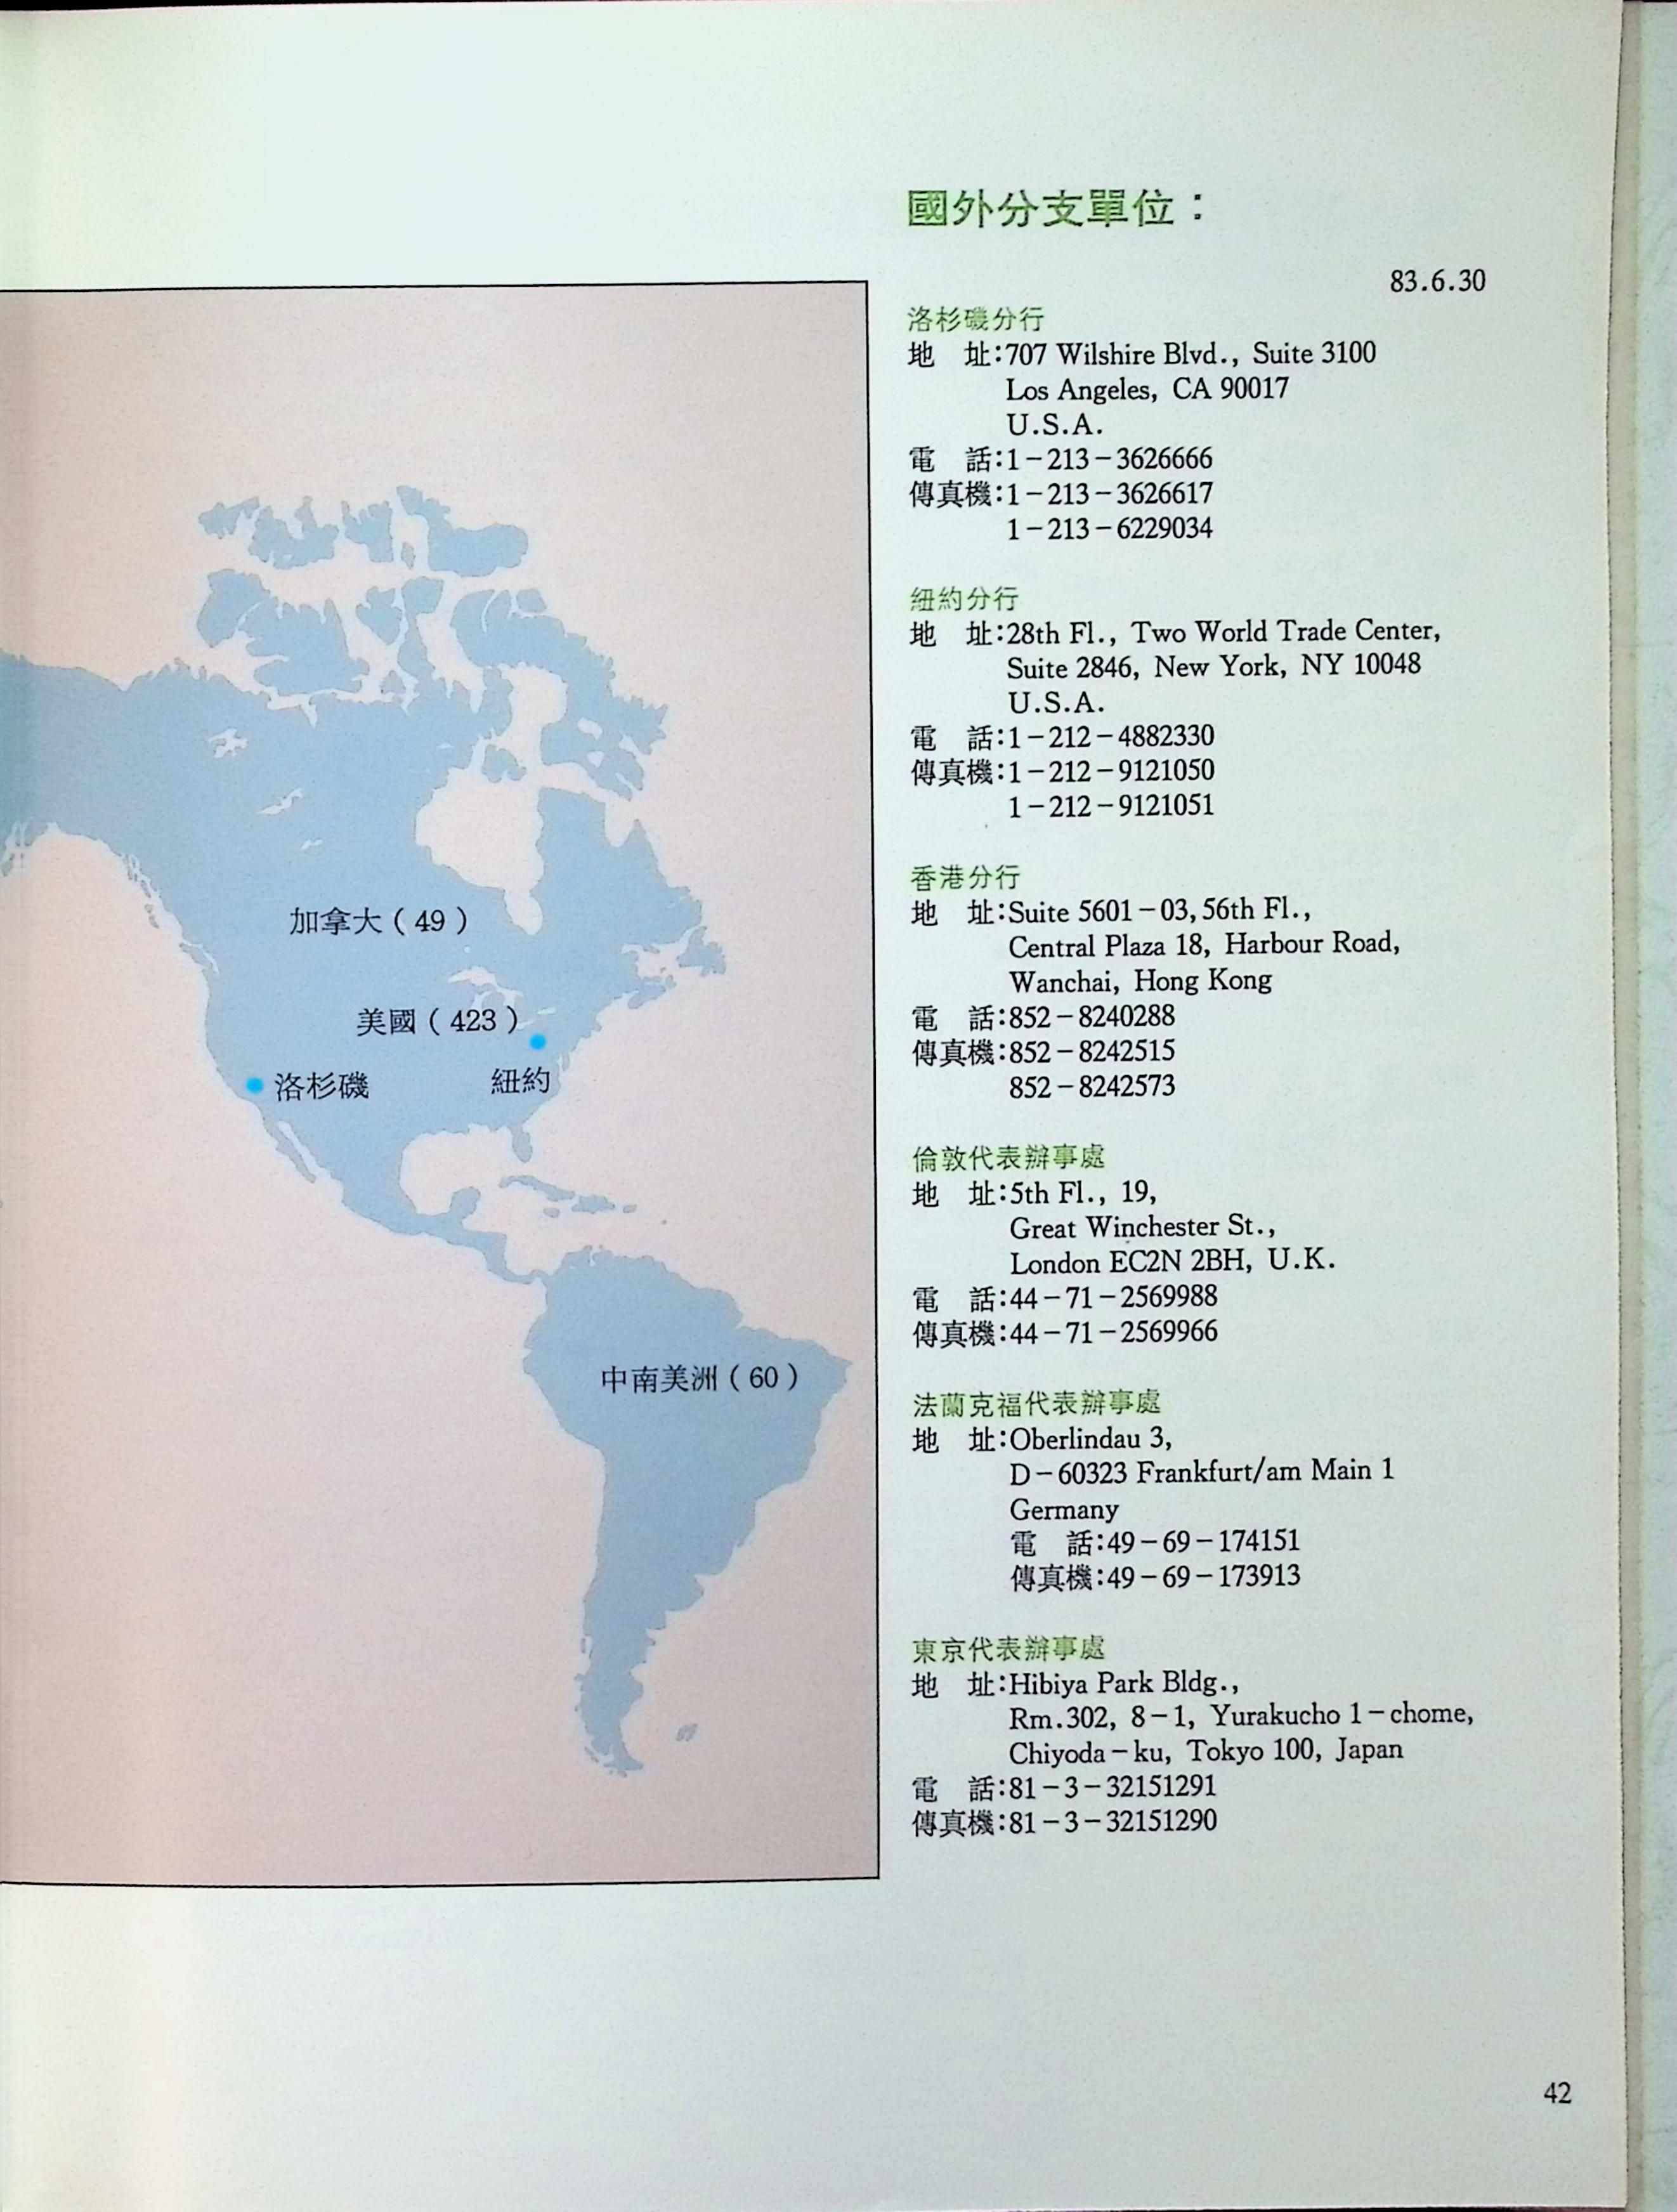 國外分支單位：
83.6.30
洛杉磯分行
地　址:707 Wilshire Blvd., Suite 3100
Los Angeles, CA 90017
U.S.A.
電　話:1-213-3626666
傳真機:1-213-3626617
1-213-6229034
紐約分行
地　址:28th Fl., Two World Trade Center,
Suite 2846, New York, NY 10048
U.S.A.
電　話:1-212-4882330
傳真機:1-212-9121050
1-212-9121051
香港分行
地　址:Suite 5601-03, 56th Fl.,
Central Plaza 18, Harbour Road,
Wanchai, Hong Kong
電　話:852-8240288
傳真機:852-8242515
852-8242573
倫敦代表辦事處
地　址:5th Fl., 19,
Great Winchester St.,
London EC2N 2BH, U.K.
電　話:44-71-2569988
傳真機:44-71-2569966
法蘭克福代表辦事處
地　址:Oberlindau 3,
D-60323 Frankfurt/am Main 1
Germany
電　話:49-69-174151
傳真機:49-69-173913
東京代表辦事處
地　址:Hibiya Park Bldg.,
Rm.302, 8-1, Yurakucho 1-chome,
Chiyoda-ku, Tokyo 100, Japan
電　話:81-3-32151291
傳真機:81-3-32151290
加拿大（49）
美國（423）
洛杉磯
紐約
中南美洲（60）
42